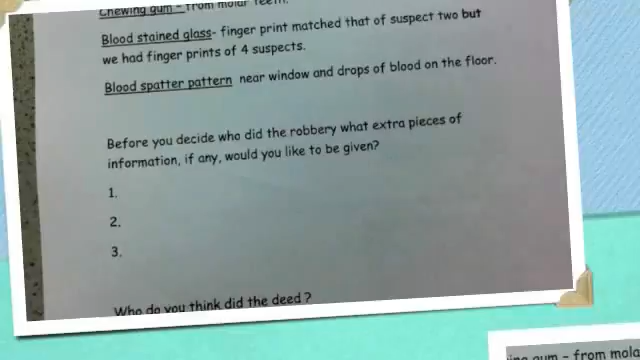 Chewing gum - from molar teeth.
Blood stained glass- finger print matched that of suspect two but
we had finger prints of 4 suspects.
Blood spatter pattern near window and drops of blood on the floor.
Before you decide who did the robbery what extra pieces of
information, if any, would you like to be given?
1.
2.
3.
Who do you think did the deed?
gum - from mola